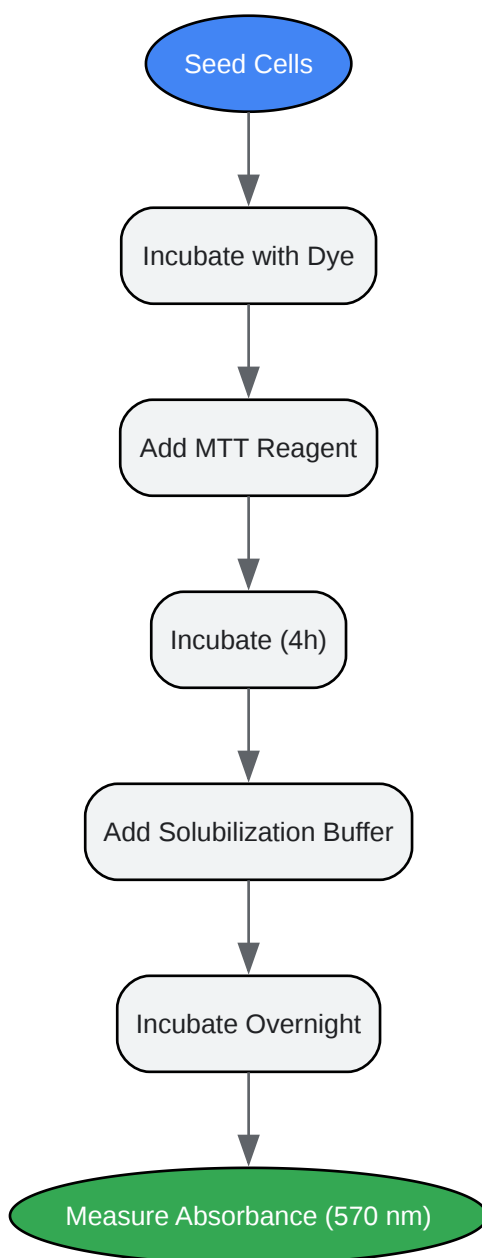 Seed Cells
Incubate with Dye
Add MTT Reagent
Incubate (4h)
Add Solubilization Buffer
Incubate Overnight
Measure Absorbance (570 nm)